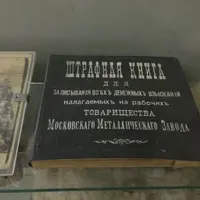 ШТРАФНАЯ КНИГА
ДЛЯ
ЗАПИСЫВАНІЯ ВСѢХЪ ДЕНЕЖНЫХЪ ВЗЫСКАНІЙ
НАЛАГАЕМЫХЪ НА РАБОЧИХЪ
ТОВАРИЩЕСТВА
МОСКОВСКАГО МЕТАЛЛИЧЕСКАГО ЗАВОДА